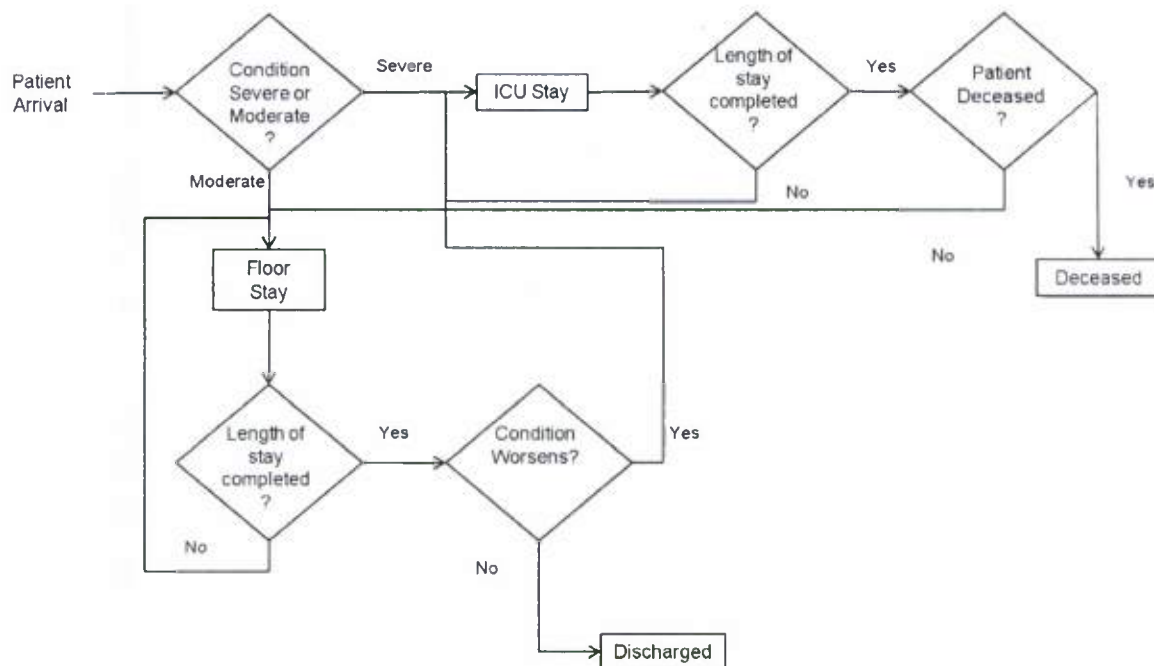 Patient
Arrival
Condition
Severe or
Moderate
?
Severe
ICU Stay
Length of
stay
completed
?
Yes
Patient
Deceased
?
Moderate
No
Yes
No
Floor
Stay
Deceased
Length of
stay
completed
?
Yes
Condition
Worsens?
Yes
No
No
Discharged